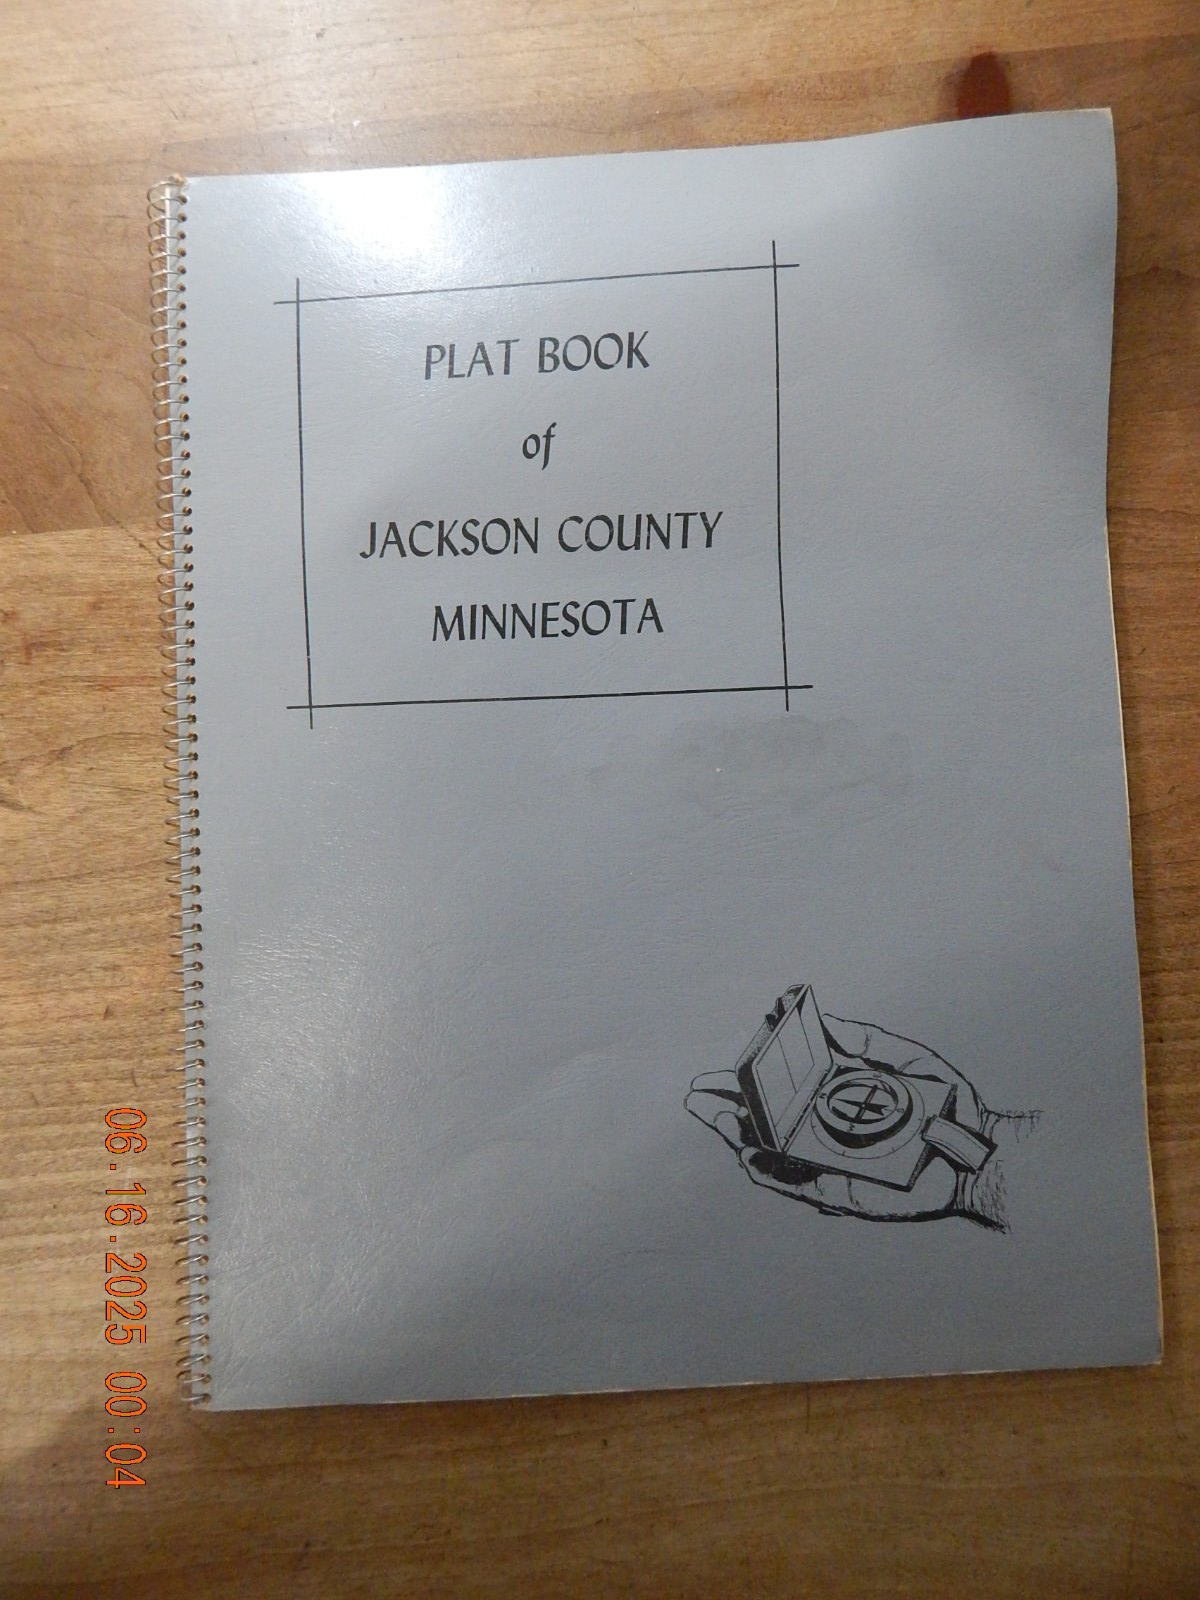 PLAT BOOK
of
JACKSON COUNTY
MINNESOTA
06.16.2025 00:04